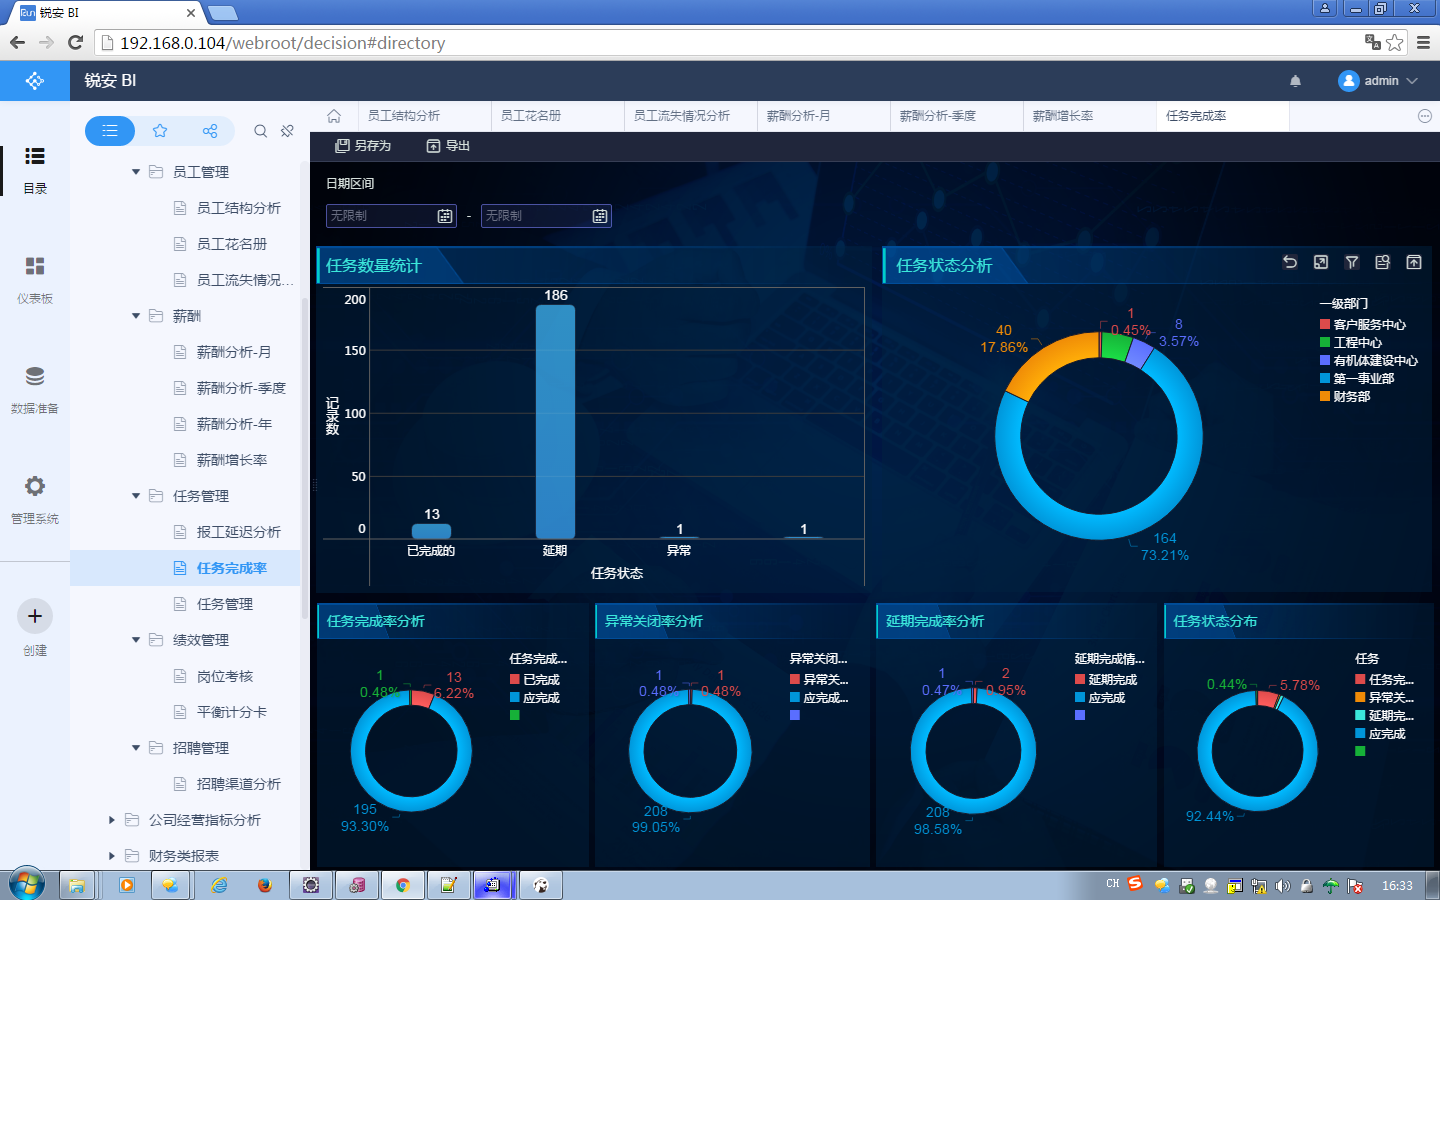 锐安 BI
192.168.0.104/webroot/decision#directory
锐安 BI
admin
员工结构分析
员工花名册
员工流失情况分析
薪酬分析-月
薪酬分析-季度
薪酬增长率
任务完成率
另存为
导出
目录
仪表板
数据准备
管理系统
创建
员工管理
员工结构分析
员工花名册
员工流失情况...
薪酬
薪酬分析-月
薪酬分析-季度
薪酬分析-年
薪酬增长率
任务管理
报工延迟分析
任务完成率
任务管理
绩效管理
岗位考核
平衡计分卡
招聘管理
招聘渠道分析
公司经营指标分析
财务类报表
日期区间
无限制
-
无限制
任务数量统计
200
150
100
50
0
记录数
13
186
1
1
已完成的
延期
异常
任务状态
任务状态分析
一级部门
客户服务中心
工程中心
有机体建设中心
第一事业部
财务部
1
0.45%
8
3.57%
40
17.86%
164
73.21%
任务完成率分析
任务完成...
已完成
应完成
1
0.48%
13
6.22%
195
93.30%
异常关闭率分析
异常关闭...
异常关...
应完成...
1
0.48%
1
0.48%
208
99.05%
延期完成率分析
延期完成情...
延期完成
应完成
1
0.47%
2
0.95%
208
98.58%
任务状态分布
任务
任务完...
异常关...
延期完...
应完成
0.44%
5.78%
92.44%
CH
16:33